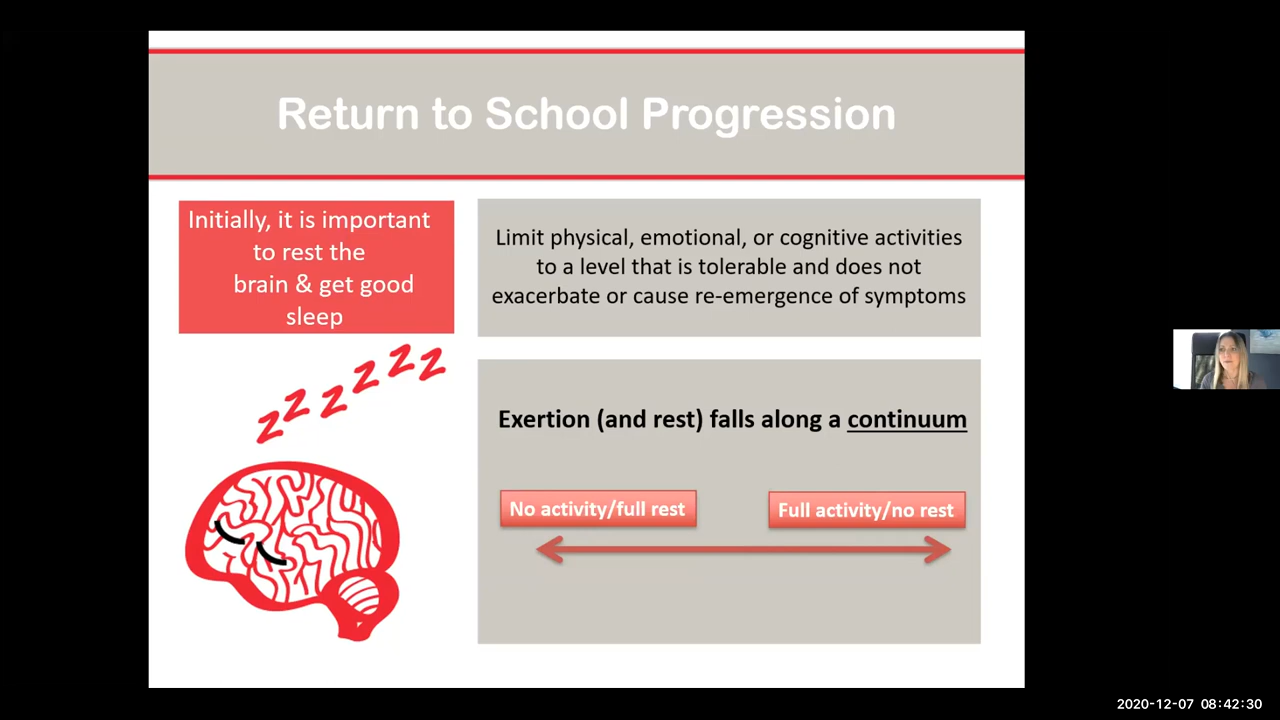 Return to School Progression
Initially, it is important
to rest the
brain & get good
sleep
Limit physical, emotional, or cognitive activities
to a level that is tolerable and does not
exacerbate or cause re-emergence of symptoms
z z z z z z z
Exertion (and rest) falls along a continuum
No activity/full rest
Full activity/no rest
2020-12-07 08:42:30